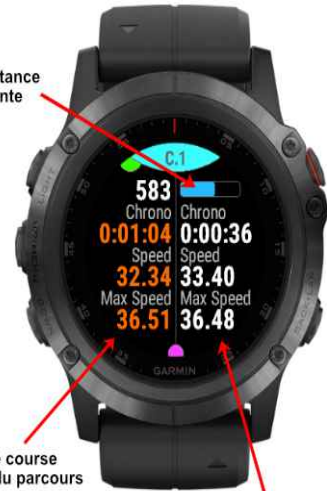 tance
nte
C.1
583
Chrono Chrono
0:01:04 0:00:36
Speed Speed
32.34 33.40
Max Speed Max Speed
36.51 36.48
GARMIN
course
du parcours